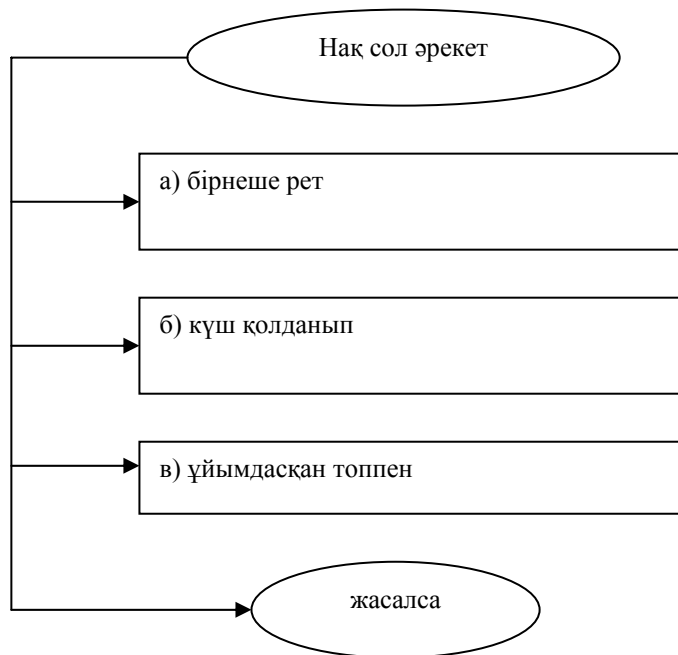 Нақ сол әрекет
а) бірнеше рет
б) күш қолданып
в) ұйымдасқан топпен
жасалса